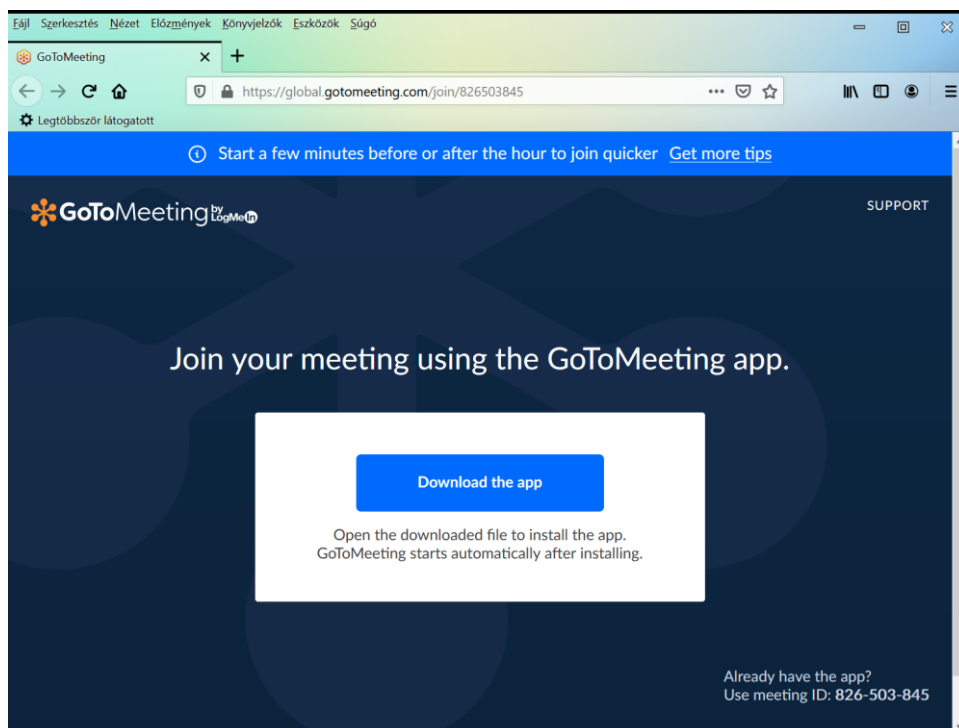 Fájl Szerkesztés Nézet Előzmények Könyvjelzők Eszközök Súgó
GoToMeeting
https://global.gotomeeting.com/join/826503845
Legtöbbször látogatott
Start a few minutes before or after the hour to join quicker Get more tips
GoToMeeting by LogMeIn
SUPPORT
Join your meeting using the GoToMeeting app.
Download the app
Open the downloaded file to install the app.
GoToMeeting starts automatically after installing.
Already have the app?
Use meeting ID: 826-503-845